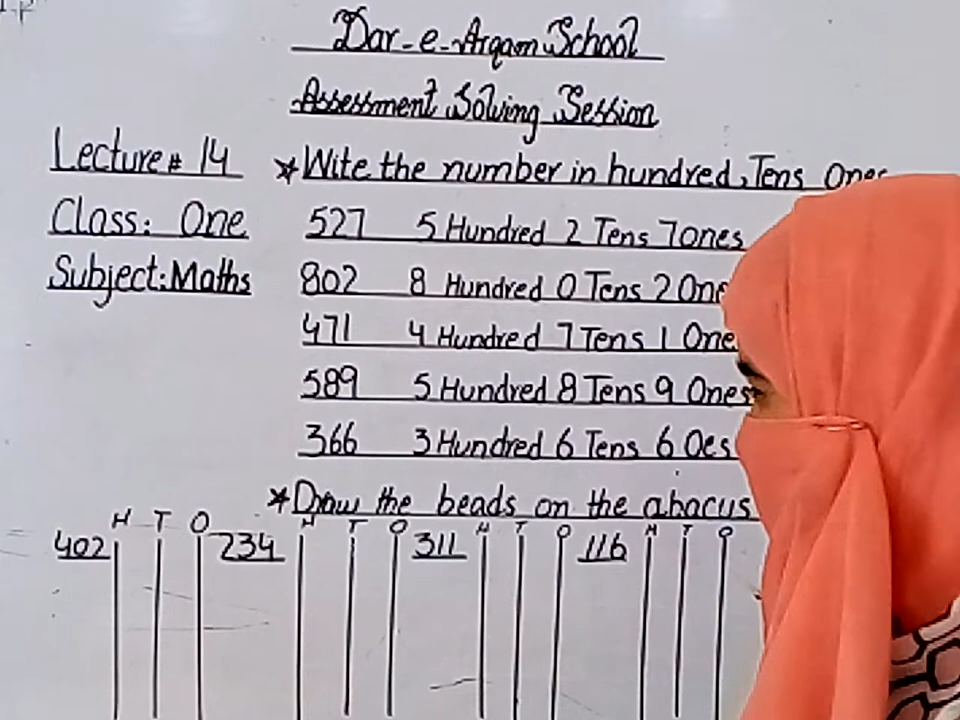 Dar-e-Arqam School
Assessment Solving Session
Lecture# 14
Class: One
Subject: Maths
*Wite the number in hundred, Tens Ones
527 5 Hundred 2 Tens 7 ones
802 8 Hundred 0 Tens 2 One
471 4 Hundred 7 Tens 1 One
589 5 Hundred 8 Tens 9 Ones
366 3 Hundred 6 Tens 6 Oes
*Draw the beads on the abacus
H T O H T O H T O H T O
402 234 311 116